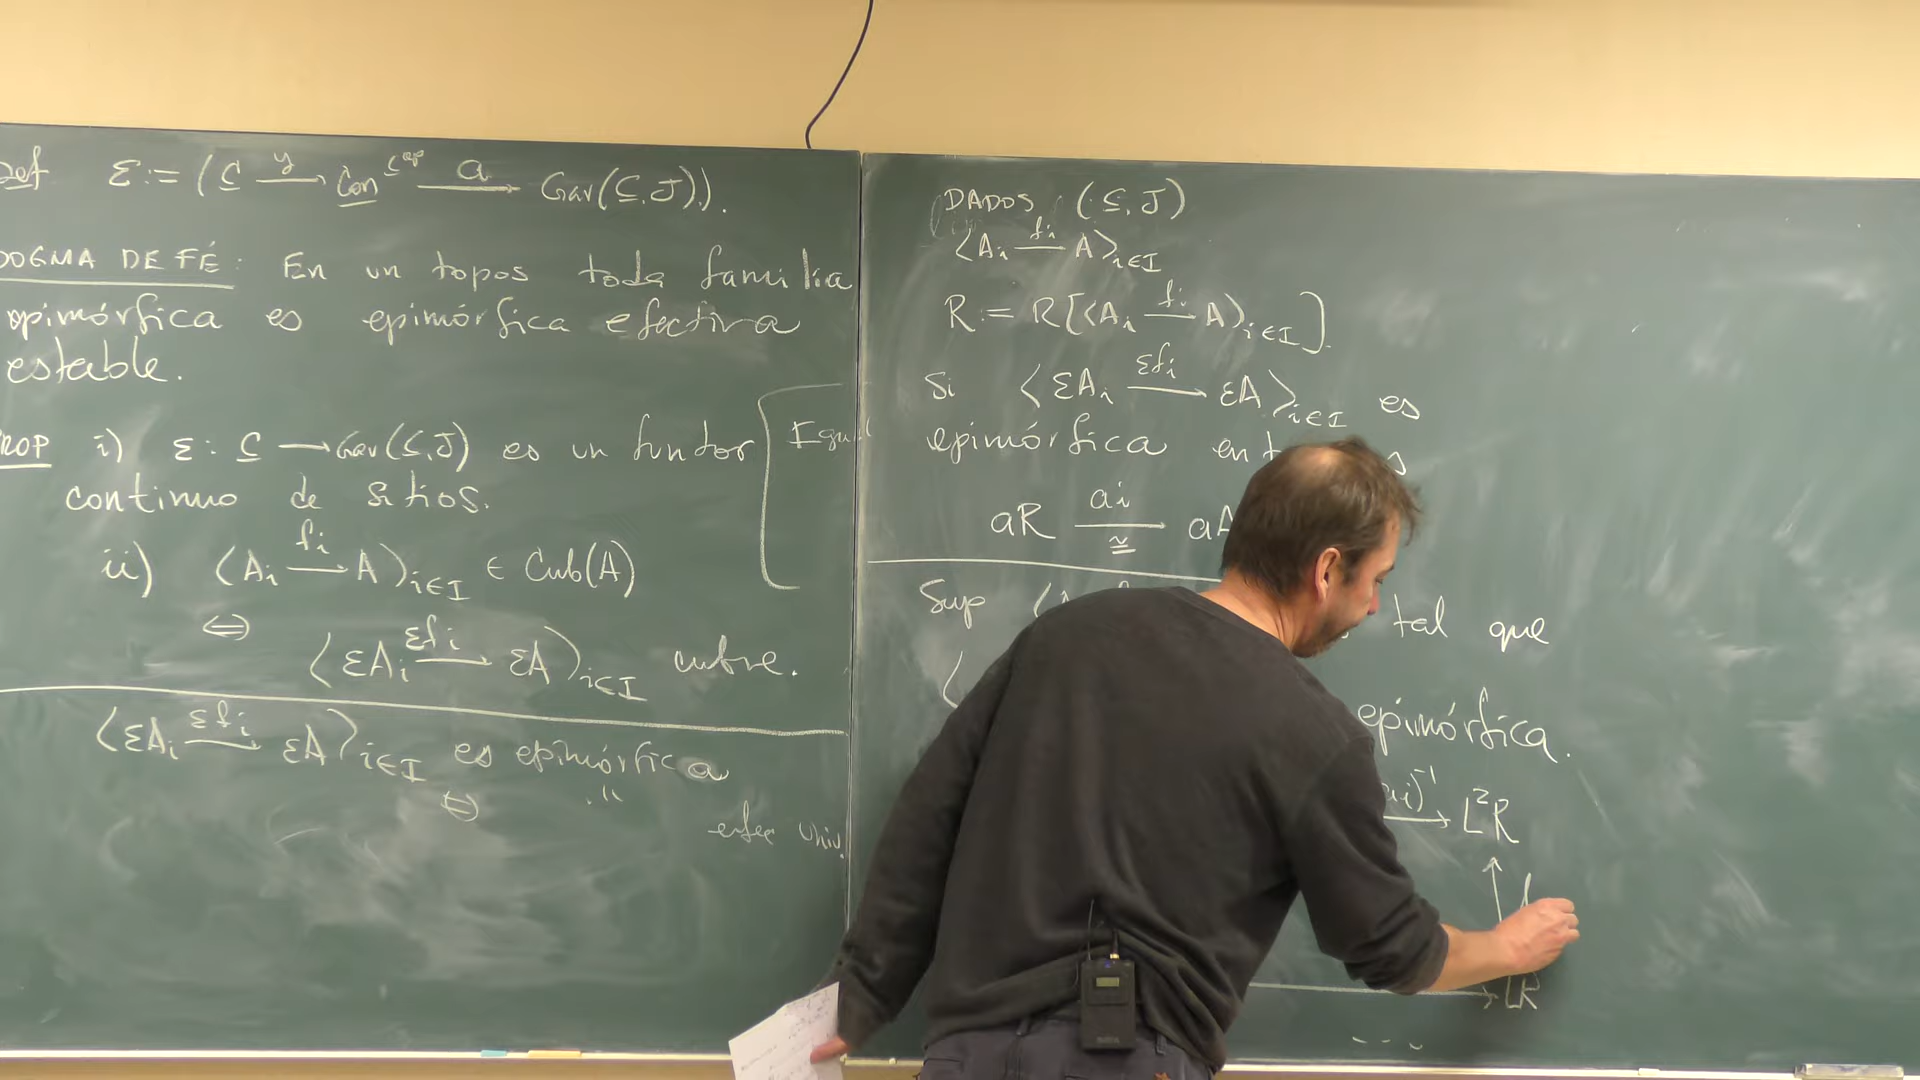 Def ε := (C →y Con^C^op →a Gav(C,J)).
DOGMA DE FÉ: En un topos toda familia
epimórfica es epimórfica efectiva
estable.
PROP i) ε : C → Gav(C,J) es un funtor
continuo de sitios.
ii) ⟨A_i →f_i A⟩_{i∈I} ∈ Cub(A)
⇔
⟨εA_i →εf_i εA⟩_{i∈I} cubre.
⟨εA_i →εf_i εA⟩_{i∈I} es epimórfica
⇔ "
univ.
DADOS (C,J)
⟨A_i →f_i A⟩_{i∈I}
R := R[⟨A_i →f_i A⟩_{i∈I}].
Si ⟨εA_i →εf_i εA⟩_{i∈I} es
epimórfica
aR →ai ≅ aA
Sup tal que
epimórfica.
)^-1 → L²R
LR